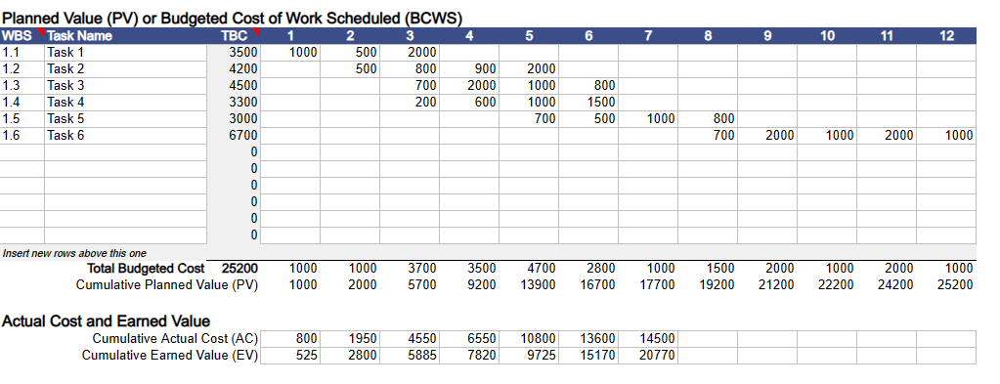 Planned Value (PV) or Budgeted Cost of Work Scheduled (BCWS)
WBS Task Name TBC 1 2 3 4 5 6 7 8 9 10 11 12
1.1 Task 1 3500 1000 500 2000
1.2 Task 2 4200 500 800 900 2000
1.3 Task 3 4500 700 2000 1000 800
1.4 Task 4 3300 200 600 1000 1500
1.5 Task 5 3000 700 500 1000 800
1.6 Task 6 6700 700 2000 1000 2000 1000
0
0
0
0
0
0
Insert new rows above this one
Total Budgeted Cost 25200 1000 1000 3700 3500 4700 2800 1000 1500 2000 1000 2000 1000
Cumulative Planned Value (PV) 1000 2000 5700 9200 13900 16700 17700 19200 21200 22200 24200 25200
Actual Cost and Earned Value
Cumulative Actual Cost (AC) 800 1950 4550 6550 10800 13600 14500
Cumulative Earned Value (EV) 525 2800 5885 7820 9725 15170 20770